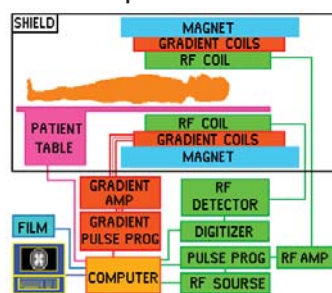 SHIELD
MAGNET
GRADIENT COILS
RF COIL
PATIENT
TABLE
RF COIL
GRADIENT COILS
MAGNET
GRADIENT
AMP
RF
DETECTOR
FILM
GRADIENT
PULSE PROG
DIGITIZER
COMPUTER
PULSE PROG
RF AMP
RF SOURSE